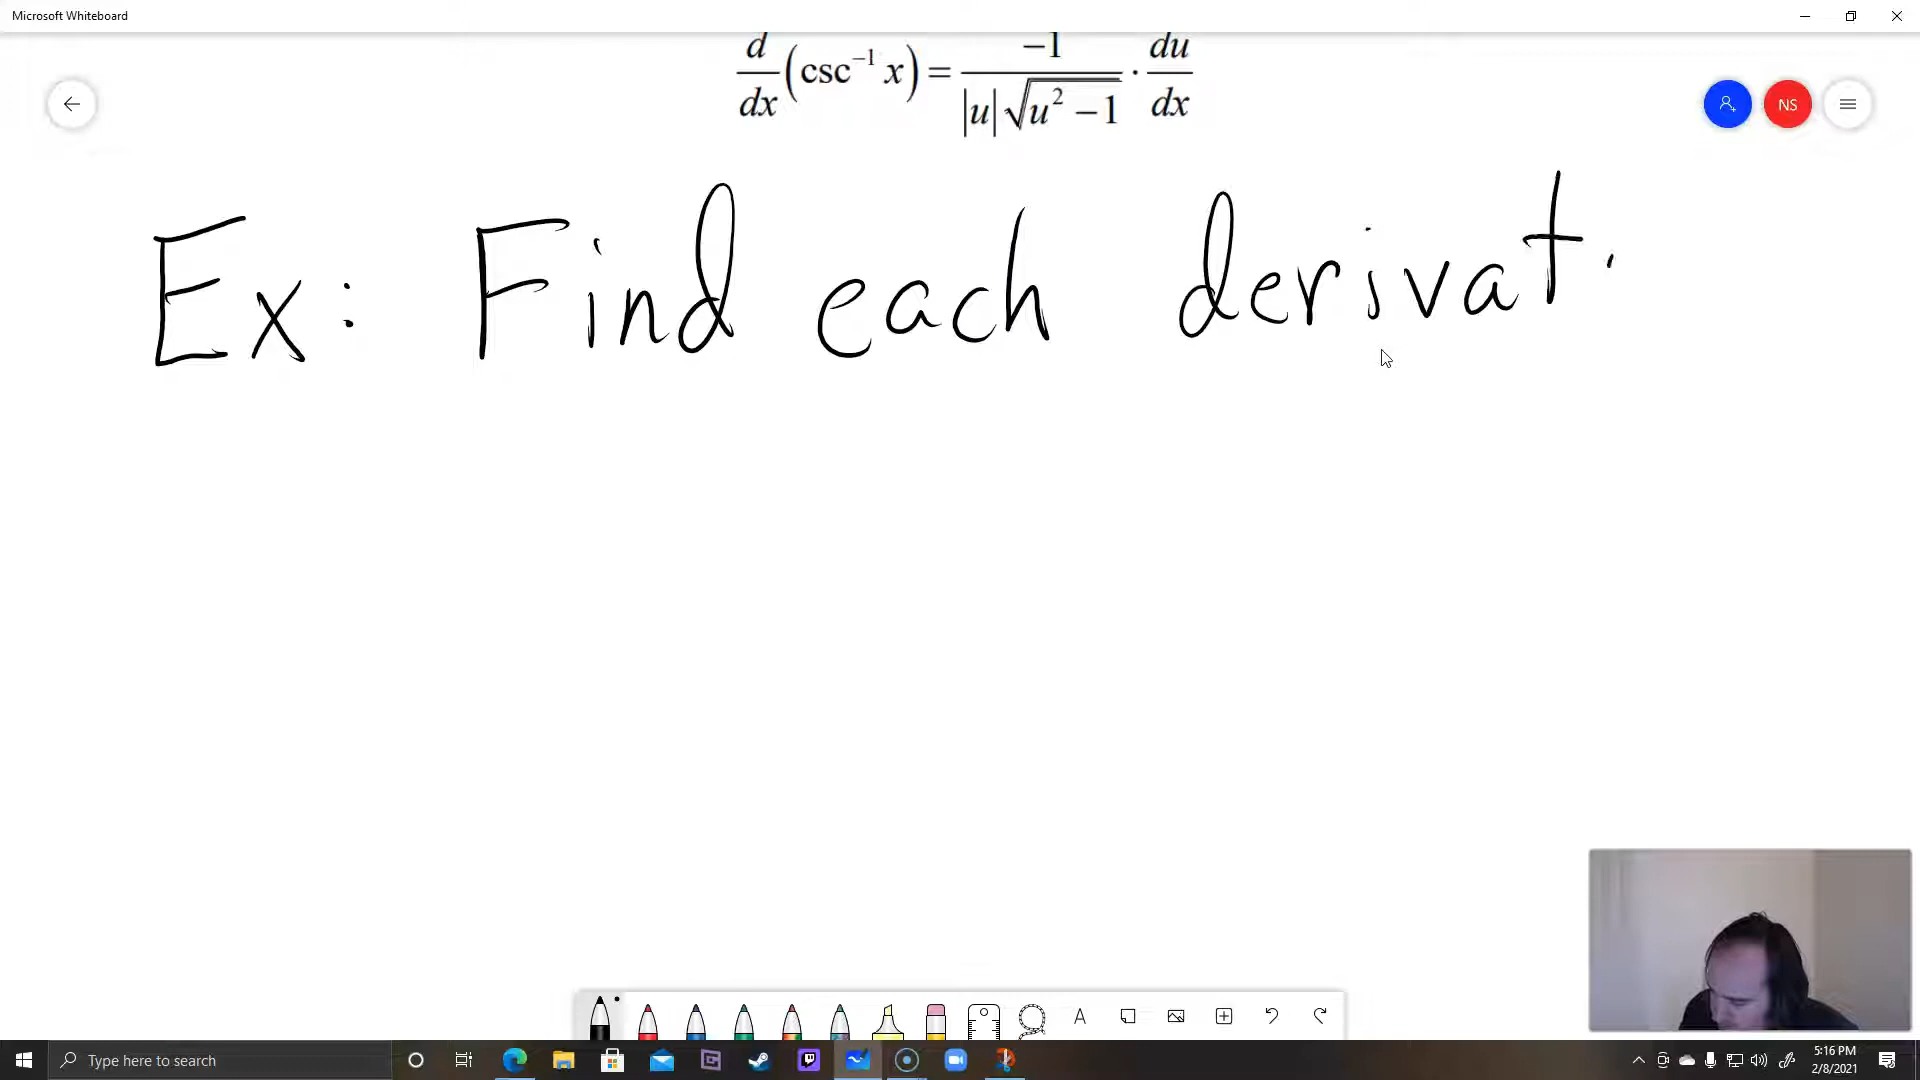 Microsoft Whiteboard
d/dx (csc⁻¹ x) = −1/(|u|√(u² − 1)) · du/dx
NS
Ex: Find each derivat.
A
Type here to search
5:16 PM
2/8/2021